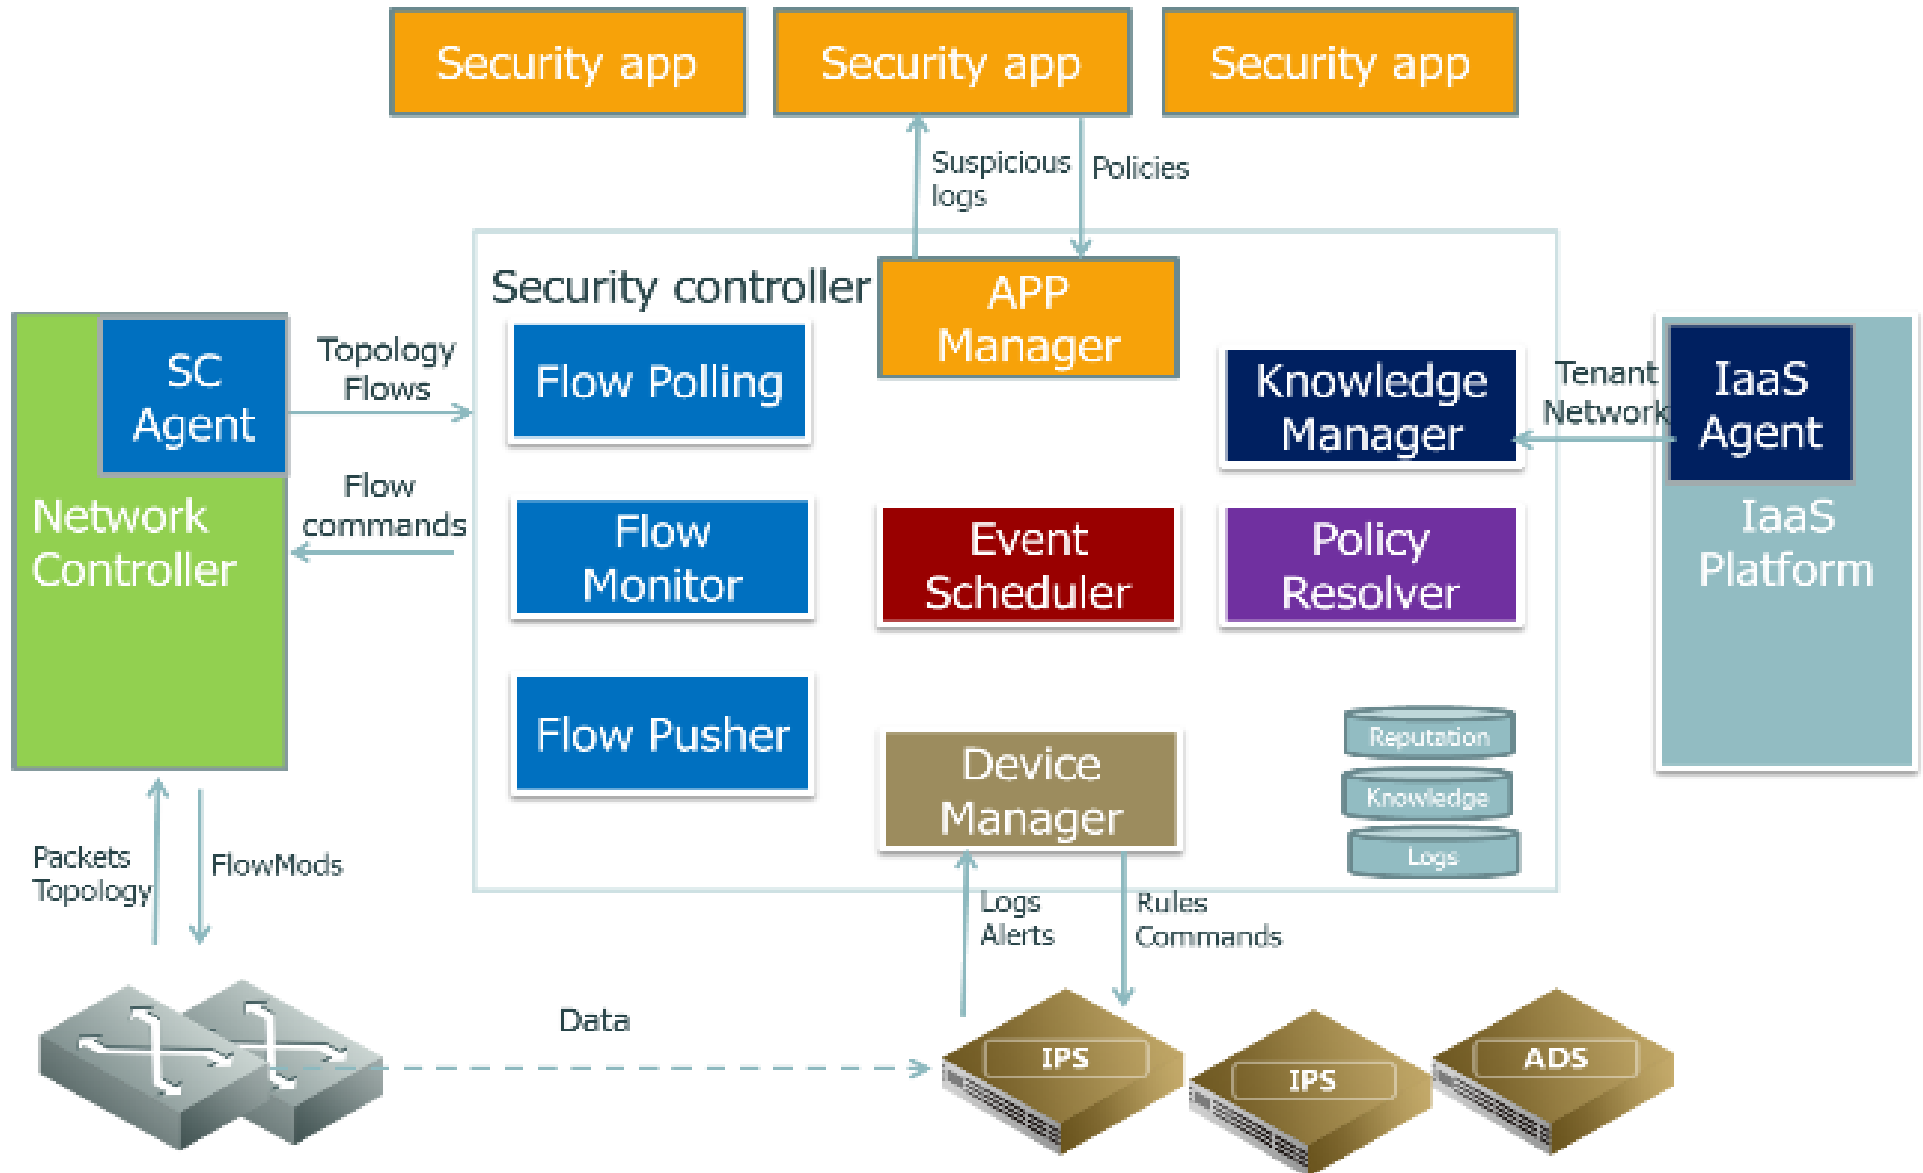 Security app
Security app
Security app
Suspicious
logs
Policies
Security controller
APP
Manager
SC
Agent
Network
Controller
Topology
Flows
Flow
commands
Flow Polling
Flow
Monitor
Flow Pusher
Event
Scheduler
Device
Manager
Knowledge
Manager
Policy
Resolver
Reputation
Knowledge
Logs
Tenant
Network
IaaS
Agent
IaaS
Platform
Packets
Topology
FlowMods
Logs
Alerts
Rules
Commands
Data
IPS
IPS
ADS